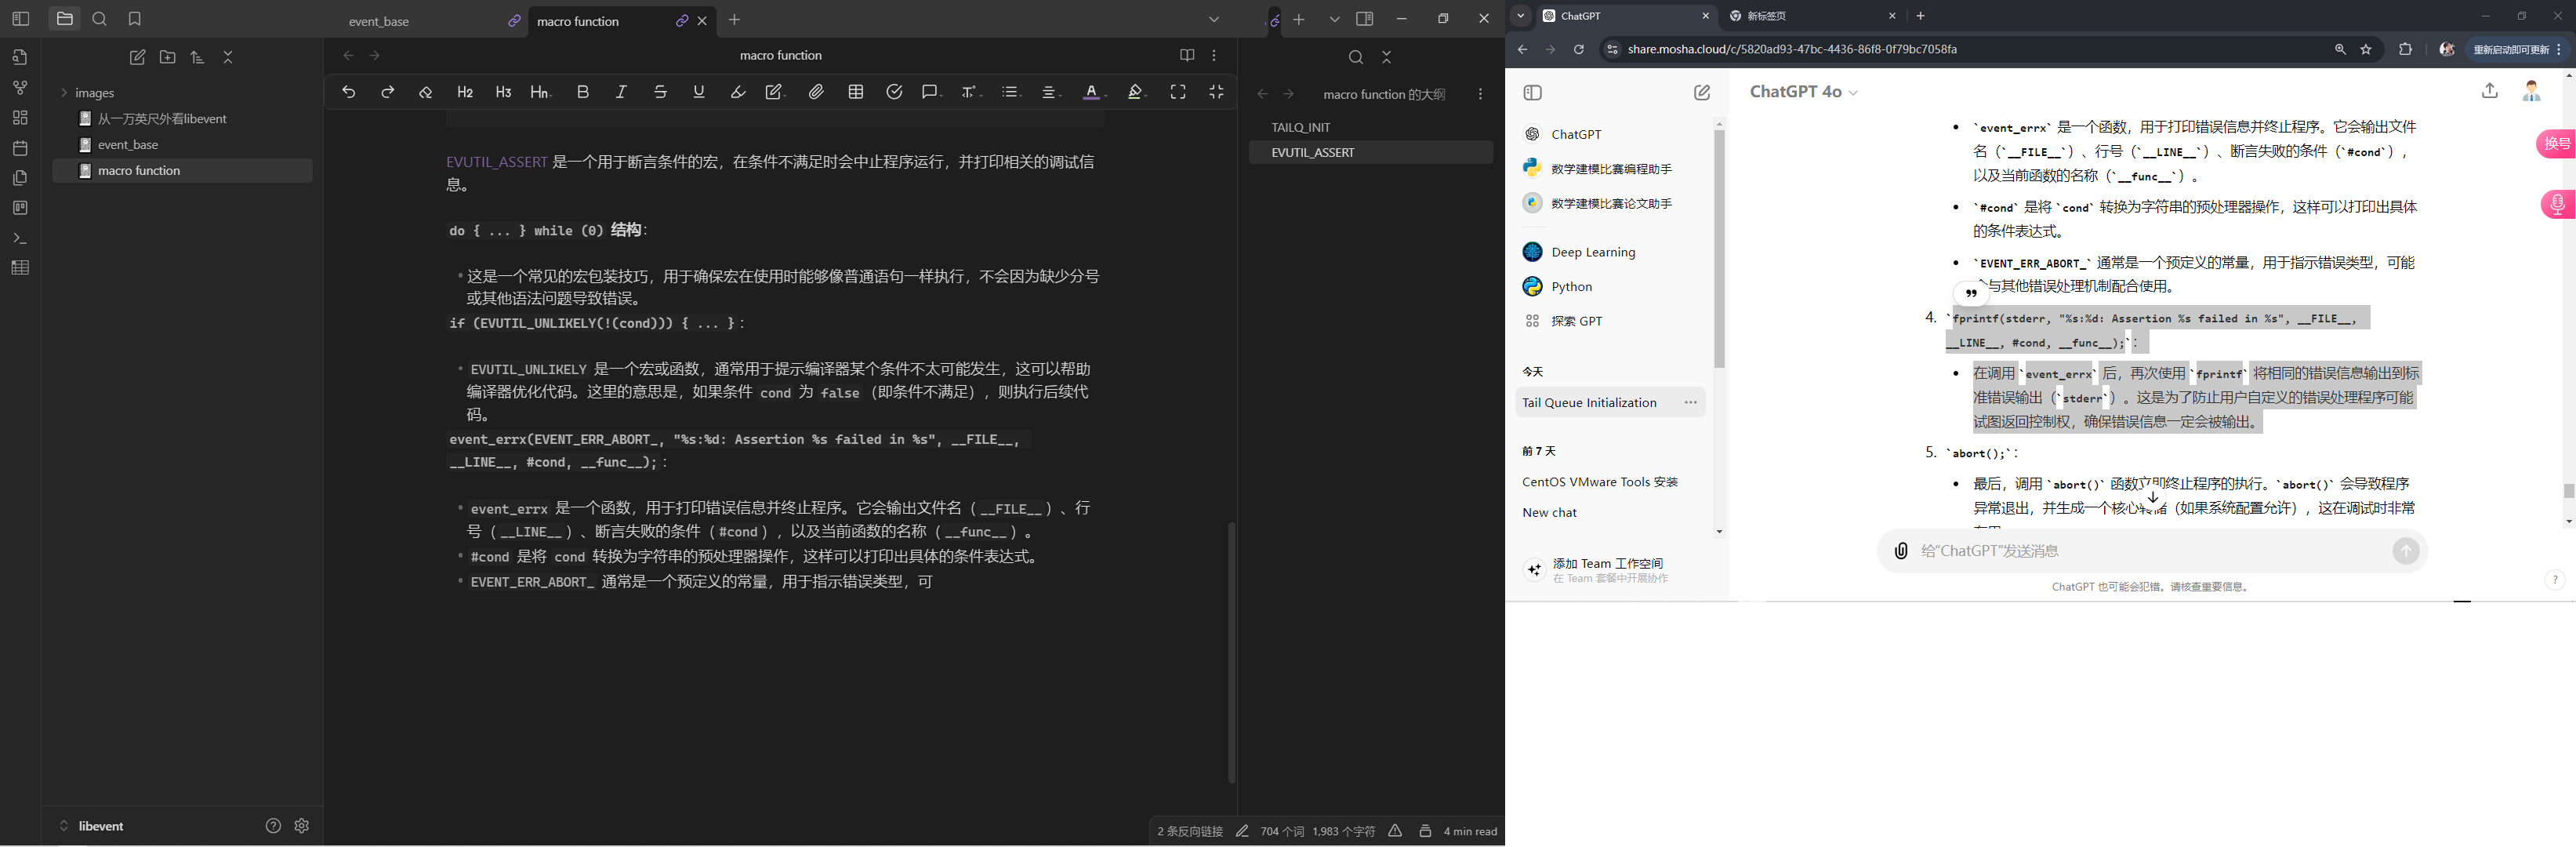 event_base
macro function
macro function
images
从一万英尺外看libevent
event_base
macro function
libevent
H2
H3
Hn
B
I
S
U
A
EVUTIL_ASSERT 是一个用于断言条件的宏，在条件不满足时会中止程序运行，并打印相关的调试信
息。
do { ... } while (0) 结构：
这是一个常见的宏包装技巧，用于确保宏在使用时能够像普通语句一样执行，不会因为缺少分号
或其他语法问题导致错误。
if (EVUTIL_UNLIKELY(!(cond))) { ... }：
EVUTIL_UNLIKELY 是一个宏或函数，通常用于提示编译器某个条件不太可能发生，这可以帮助
编译器优化代码。这里的意思是，如果条件 cond 为 false（即条件不满足），则执行后续代
码。
event_errx(EVENT_ERR_ABORT_, "%s:%d: Assertion %s failed in %s", __FILE__,
__LINE__, #cond, __func__);：
event_errx 是一个函数，用于打印错误信息并终止程序。它会输出文件名（__FILE__）、行
号（__LINE__）、断言失败的条件（#cond），以及当前函数的名称（__func__）。
#cond 是将 cond 转换为字符串的预处理器操作，这样可以打印出具体的条件表达式。
EVENT_ERR_ABORT_ 通常是一个预定义的常量，用于指示错误类型，可
macro function 的大纲
TAILQ_INIT
EVUTIL_ASSERT
2 条反向链接
704 个词 1,983 个字符
4 min read
ChatGPT
新标签页
share.mosha.cloud/c/5820ad93-47bc-4436-86f8-0f79bc7058fa
重新启动即可更新
ChatGPT
数学建模比赛编程助手
数学建模比赛论文助手
Deep Learning
Python
探索 GPT
今天
Tail Queue Initialization
前 7 天
CentOS VMware Tools 安装
New chat
添加 Team 工作空间
在 Team 套餐中开展协作
ChatGPT 4o
`event_errx` 是一个函数，用于打印错误信息并终止程序。它会输出文件
名（`__FILE__`）、行号（`__LINE__`）、断言失败的条件（`#cond`），
以及当前函数的名称（`__func__`）。
`#cond` 是将 `cond` 转换为字符串的预处理器操作，这样可以打印出具体
的条件表达式。
`EVENT_ERR_ABORT_` 通常是一个预定义的常量，用于指示错误类型，可能
与其他错误处理机制配合使用。
4. `fprintf(stderr, "%s:%d: Assertion %s failed in %s", __FILE__,
__LINE__, #cond, __func__);`：
在调用 `event_errx` 后，再次使用 `fprintf` 将相同的错误信息输出到标
准错误输出（`stderr`）。这是为了防止用户自定义的错误处理程序可能
试图返回控制权，确保错误信息一定会被输出。
5. `abort();`：
最后，调用 `abort()` 函数立即终止程序的执行。`abort()` 会导致程序
异常退出，并生成一个核心转储（如果系统配置允许），这在调试时非常
给"ChatGPT"发送消息
ChatGPT 也可能会犯错。请核查重要信息。
换号
?